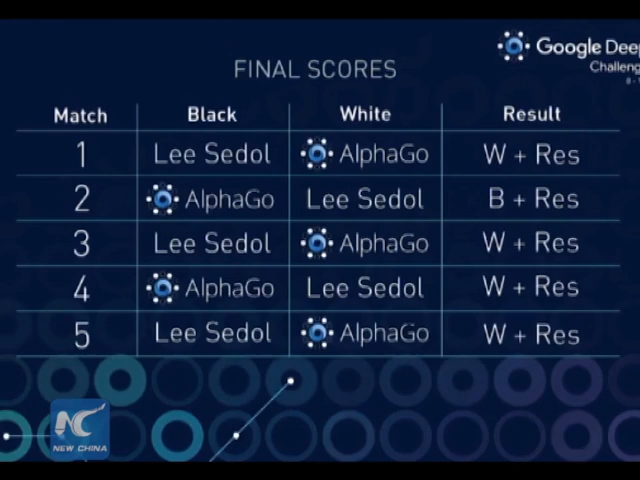 Google Deep
Challeng
FINAL SCORES
Match Black White Result
1 Lee Sedol AlphaGo W + Res
2 AlphaGo Lee Sedol B + Res
3 Lee Sedol AlphaGo W + Res
4 AlphaGo Lee Sedol W + Res
5 Lee Sedol AlphaGo W + Res
NC
NEW CHINA